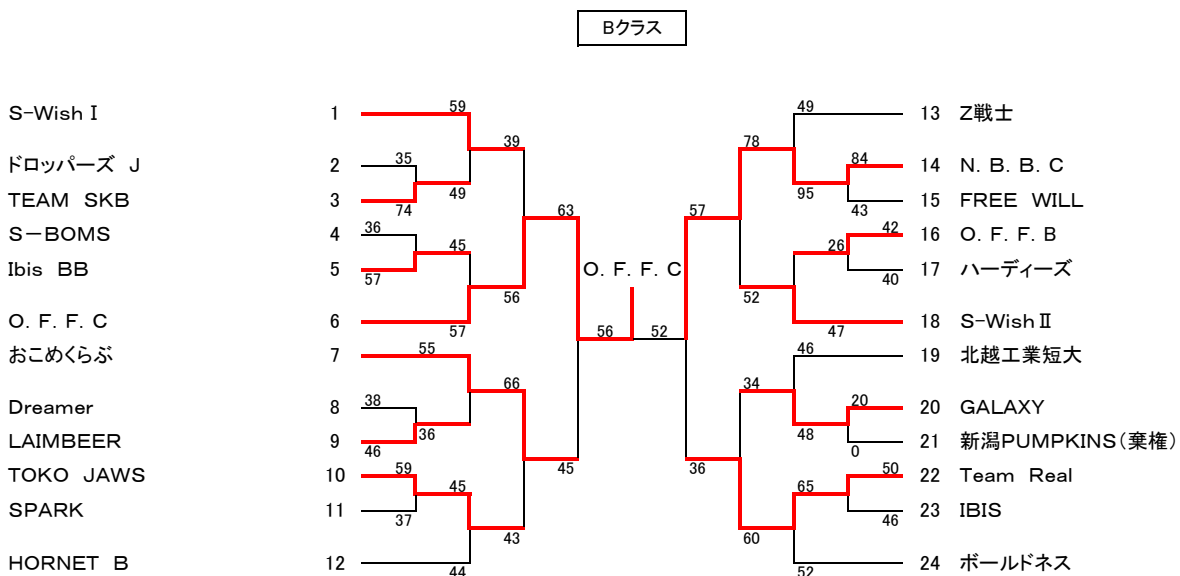 Bクラス
S-Wish I 1 59 49 13 Z戦士
39 78
ドロッパーズ J 2 35 84 14 N. B. B. C
49 95
TEAM SKB 3 74 43 15 FREE WILL
63 57
S－BOMS 4 36 42 16 O. F. F. B
45 26
Ibis BB 5 57 O. F. F. C 40 17 ハーディーズ
56 52
O. F. F. C 6 57 47 18 S-WishⅡ
56 52
おこめくらぶ 7 55 46 19 北越工業短大
66 34
Dreamer 8 38 20 20 GALAXY
36 48
LAIMBEER 9 46 0 21 新潟PUMPKINS（棄権）
45 36
TOKO JAWS 10 59 50 22 Team Real
45 65
SPARK 11 37 46 23 IBIS
43 60
HORNET B 12 44 52 24 ボールドネス